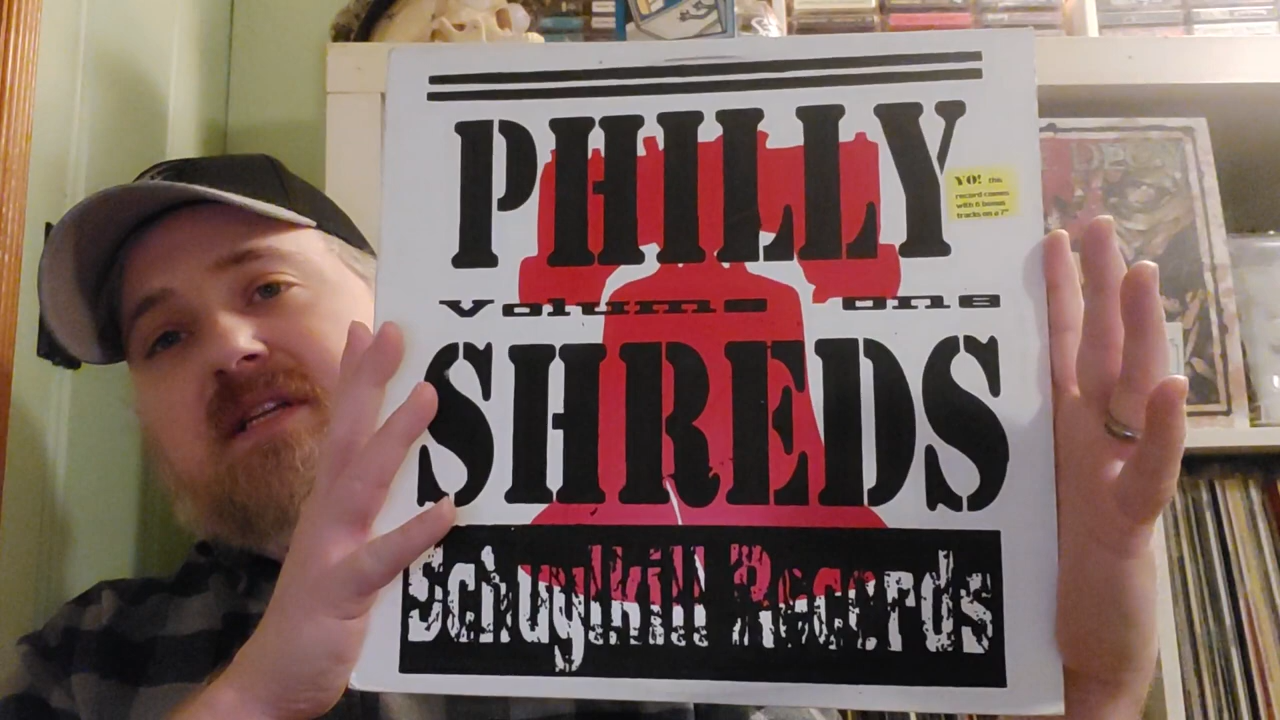 PHILLY
YO! this
record comes
with 6 bonus
tracks on a 7"
Volume one
SHREDS
Schuylkill Records